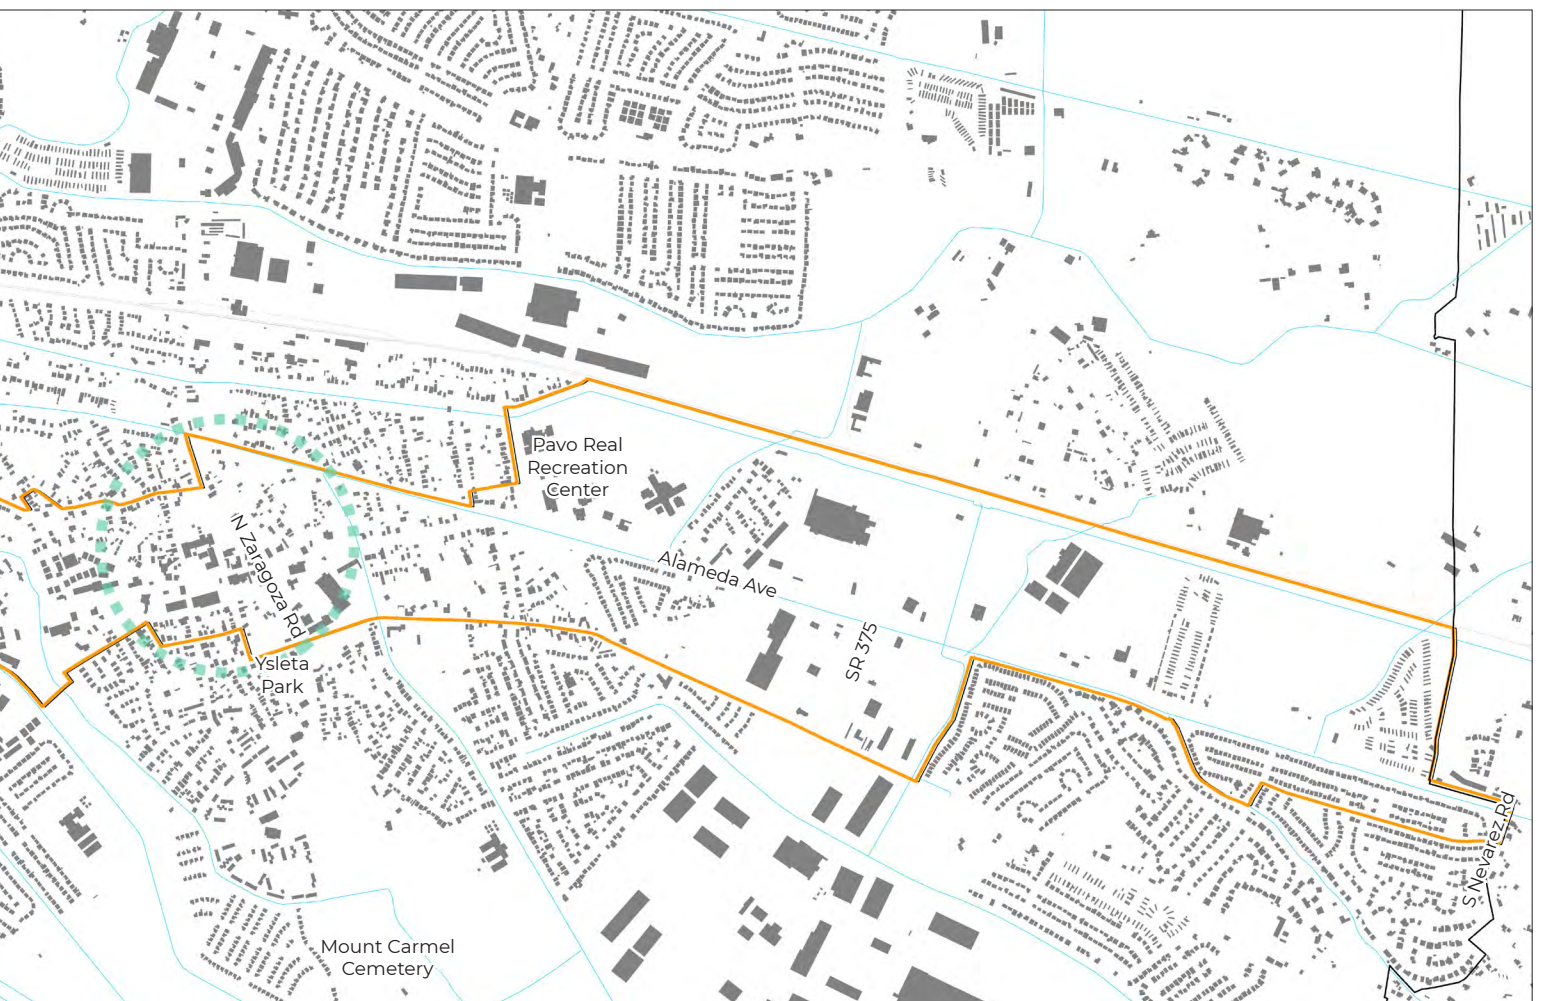 Pavo Real
Recreation
Center
N Zaragoza Rd
Alameda Ave
SR 375
Ysleta
Park
S Nevarez Rd
Mount Carmel
Cemetery